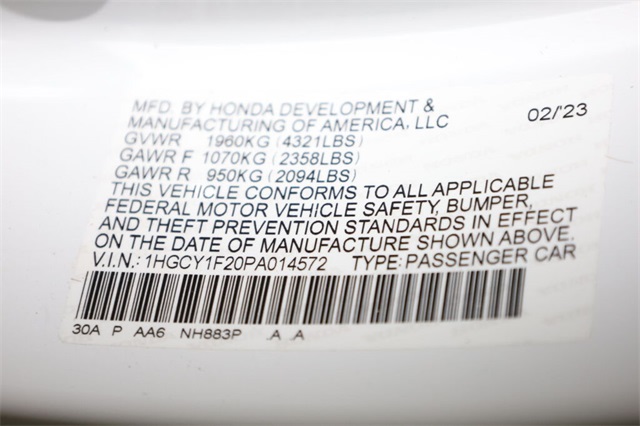 MFD. BY HONDA DEVELOPMENT &
MANUFACTURING OF AMERICA, LLC 02/'23
GVWR 1960KG (4321LBS)
GAWR F 1070KG (2358LBS)
GAWR R 950KG (2094LBS)
THIS VEHICLE CONFORMS TO ALL APPLICABLE
FEDERAL MOTOR VEHICLE SAFETY, BUMPER,
AND THEFT PREVENTION STANDARDS IN EFFECT
ON THE DATE OF MANUFACTURE SHOWN ABOVE.
V.I.N.: 1HGCY1F20PA014572 TYPE: PASSENGER CAR
30A P AA6 NH883P A A